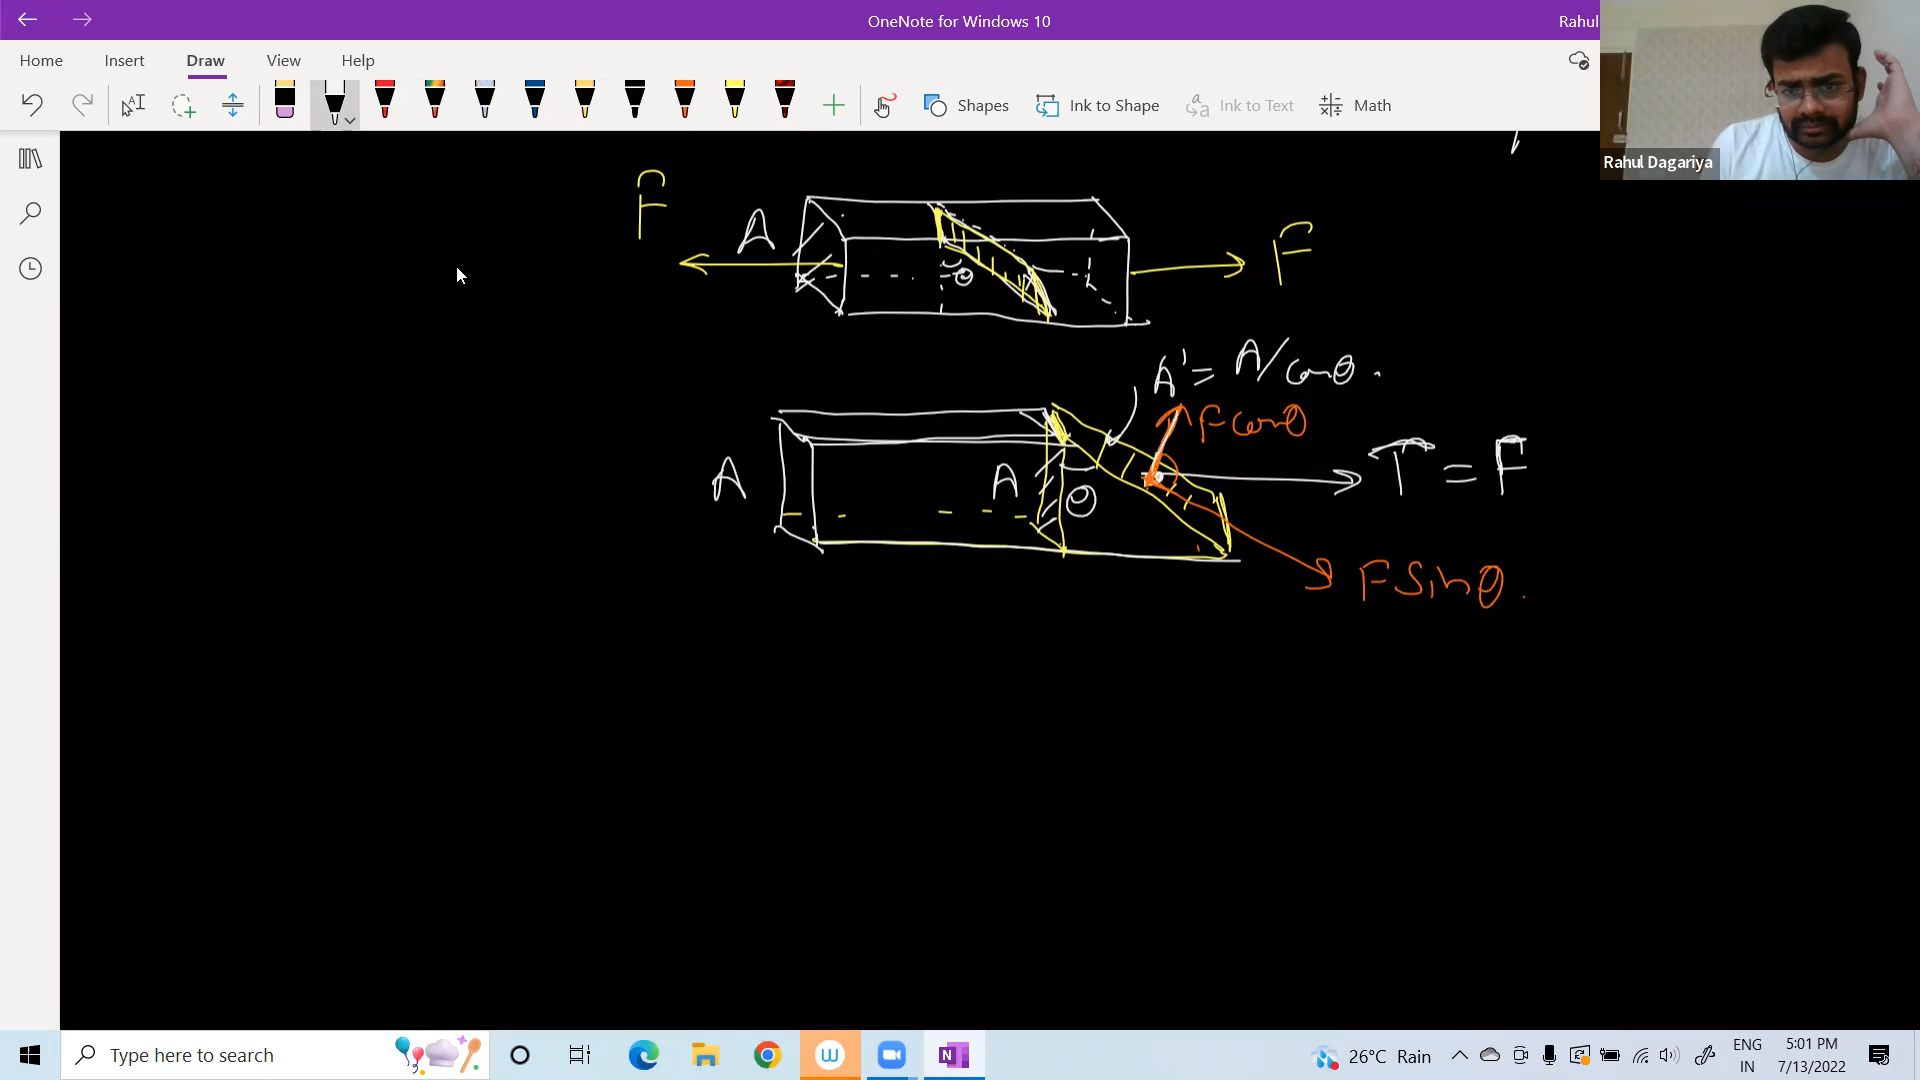 OneNote for Windows 10
Rahul
Home Insert Draw View Help
Shapes Ink to Shape Ink to Text Math
Rahul Dagariya
F
A
F
θ
A' = A/cosθ.
F cosθ
A
A
θ
T = F
F Sinθ.
Type here to search
26°C Rain
ENG
IN
5:01 PM
7/13/2022